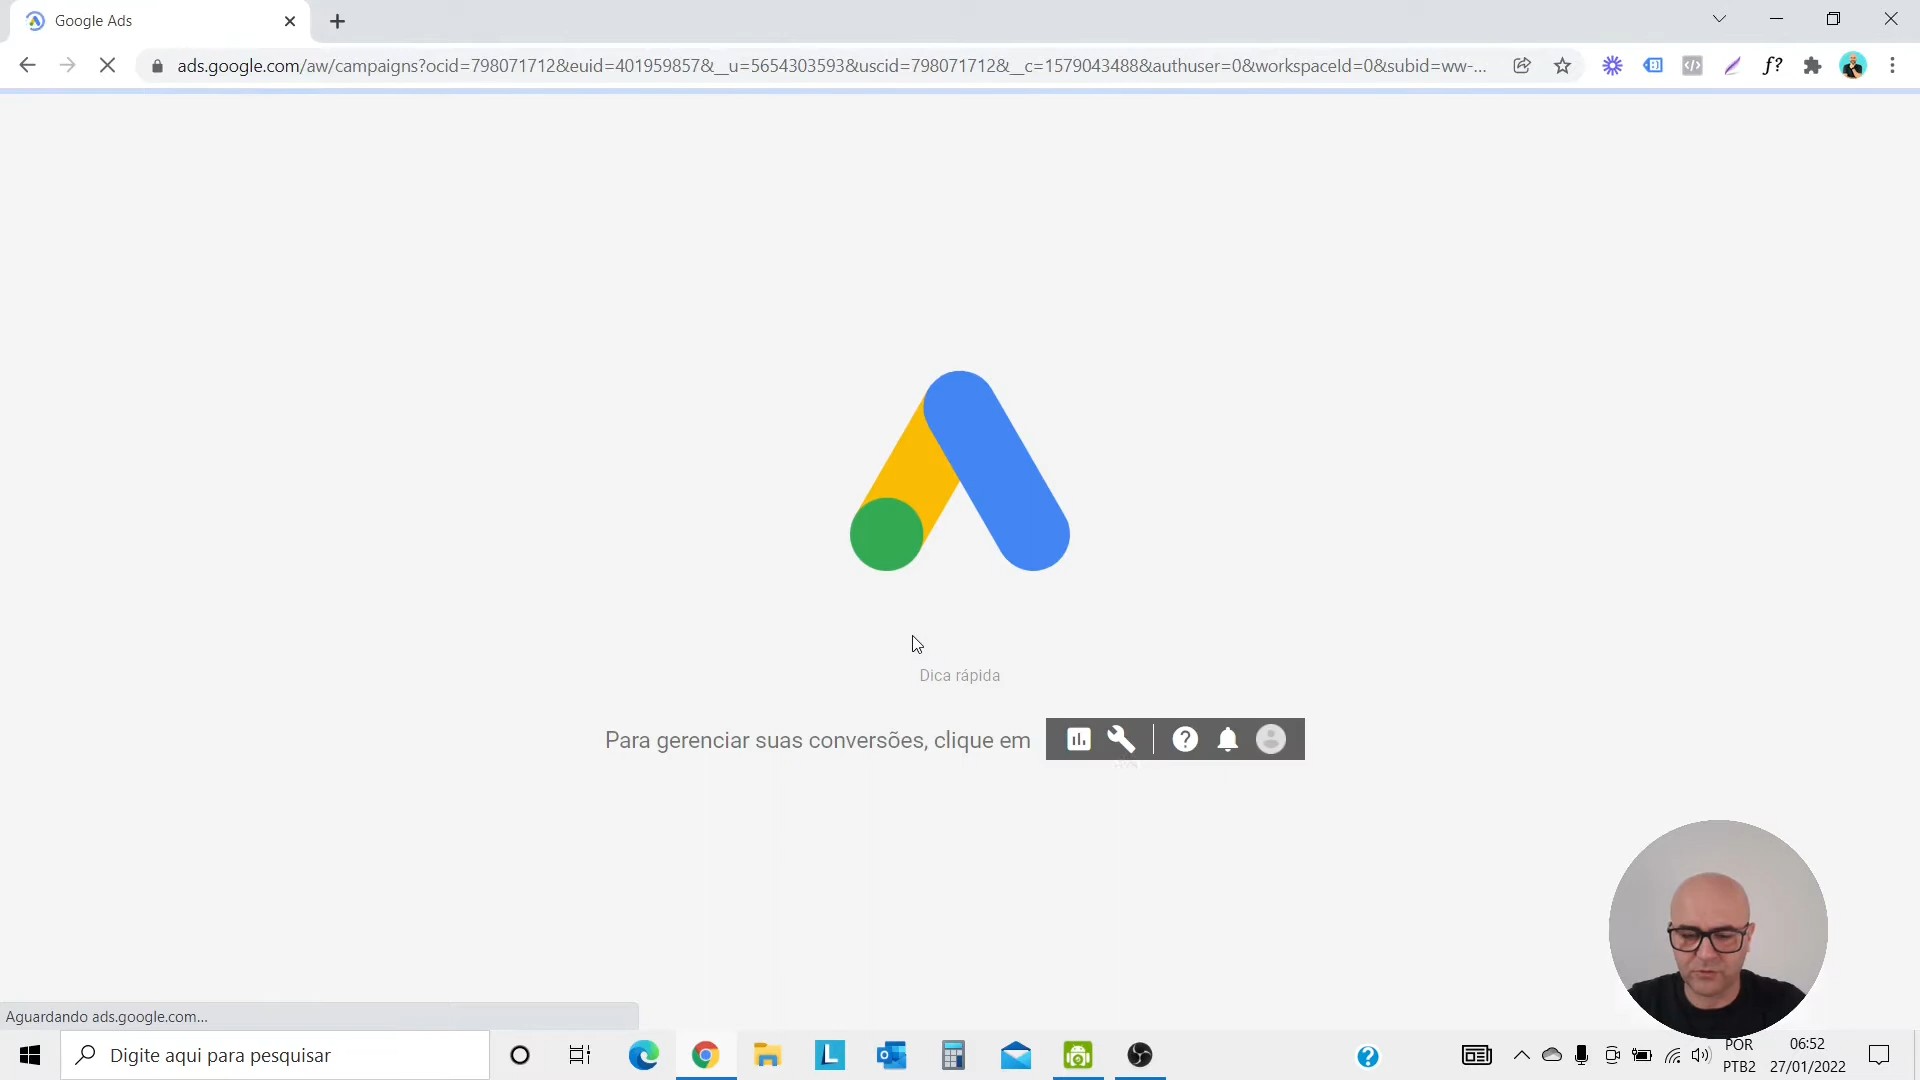 Google Ads
ads.google.com/aw/campaigns?ocid=798071712&euid=401959857&__u=5654303593&uscid=798071712&__c=1579043488&authuser=0&workspaceId=0&subid=ww-...
f?
Dica rápida
Para gerenciar suas conversões, clique em
Aguardando ads.google.com...
Digite aqui para pesquisar
POR
PTB2
06:52
27/01/2022